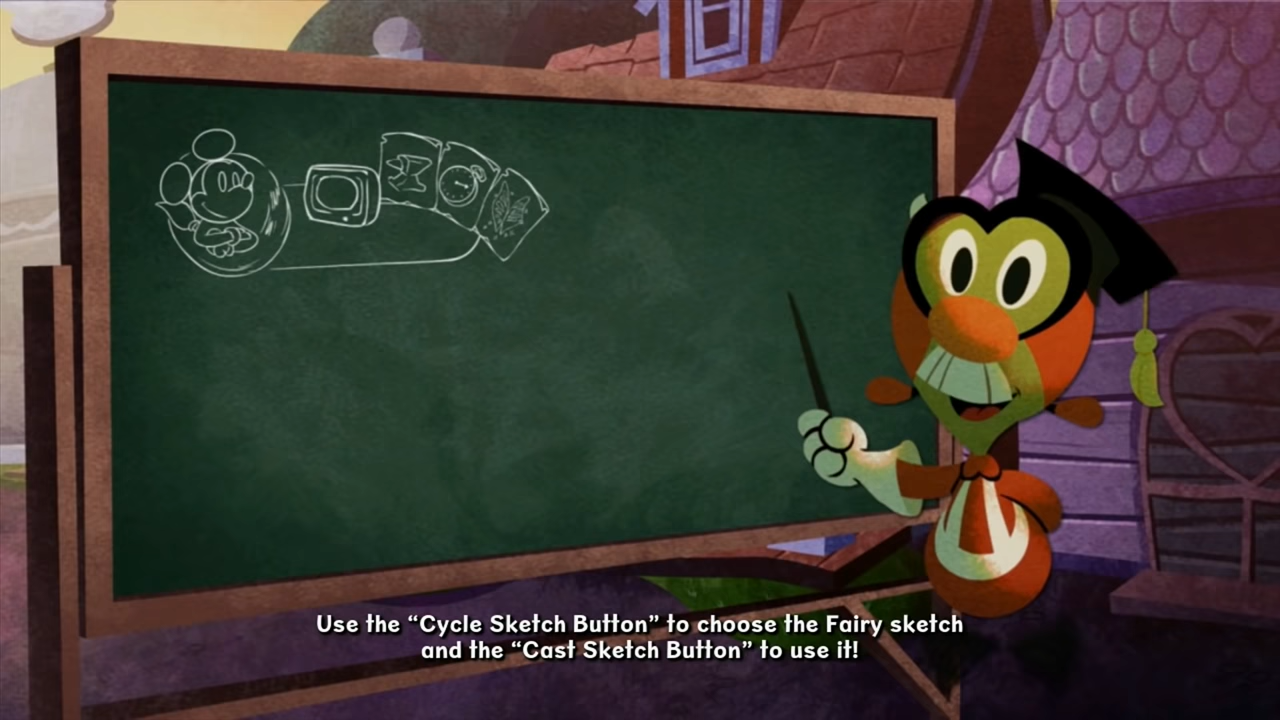 Use the “Cycle Sketch Button” to choose the Fairy sketch
and the “Cast Sketch Button” to use it!